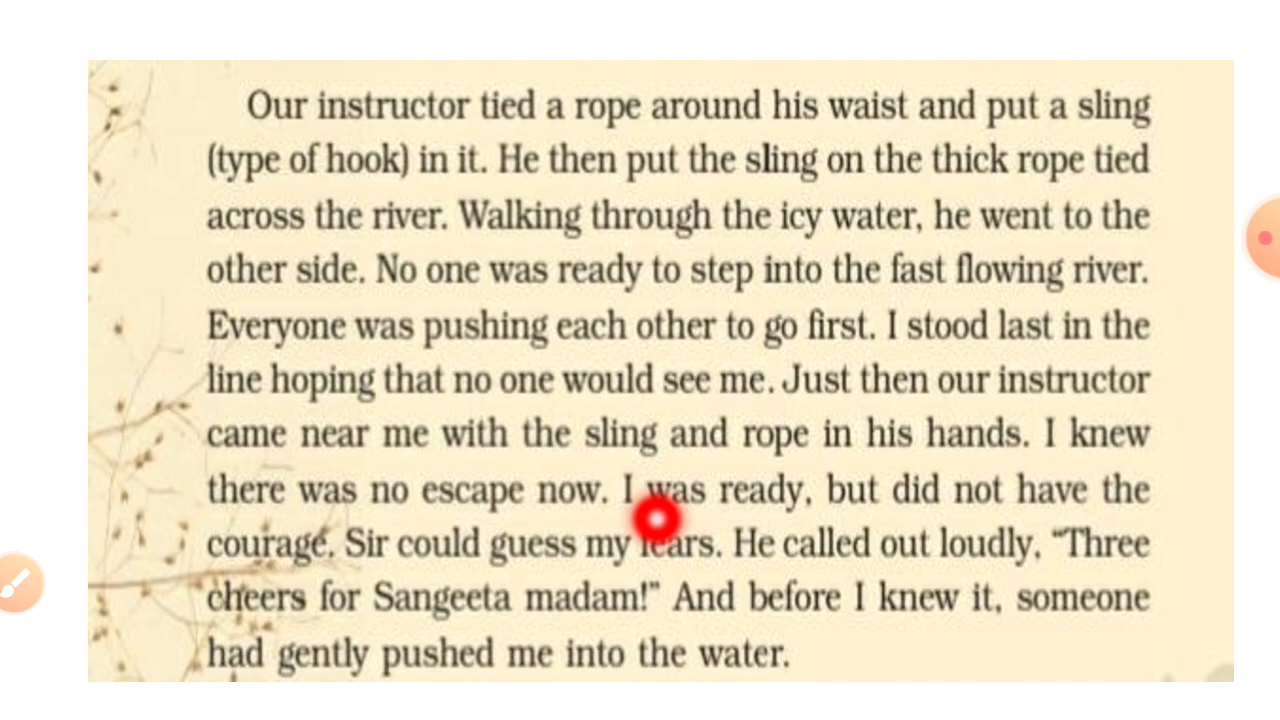 Our instructor tied a rope around his waist and put a sling
(type of hook) in it. He then put the sling on the thick rope tied
across the river. Walking through the icy water, he went to the
other side. No one was ready to step into the fast flowing river.
Everyone was pushing each other to go first. I stood last in the
line hoping that no one would see me. Just then our instructor
came near me with the sling and rope in his hands. I knew
there was no escape now. I was ready, but did not have the
courage. Sir could guess my fears. He called out loudly, “Three
cheers for Sangeeta madam!” And before I knew it, someone
had gently pushed me into the water.